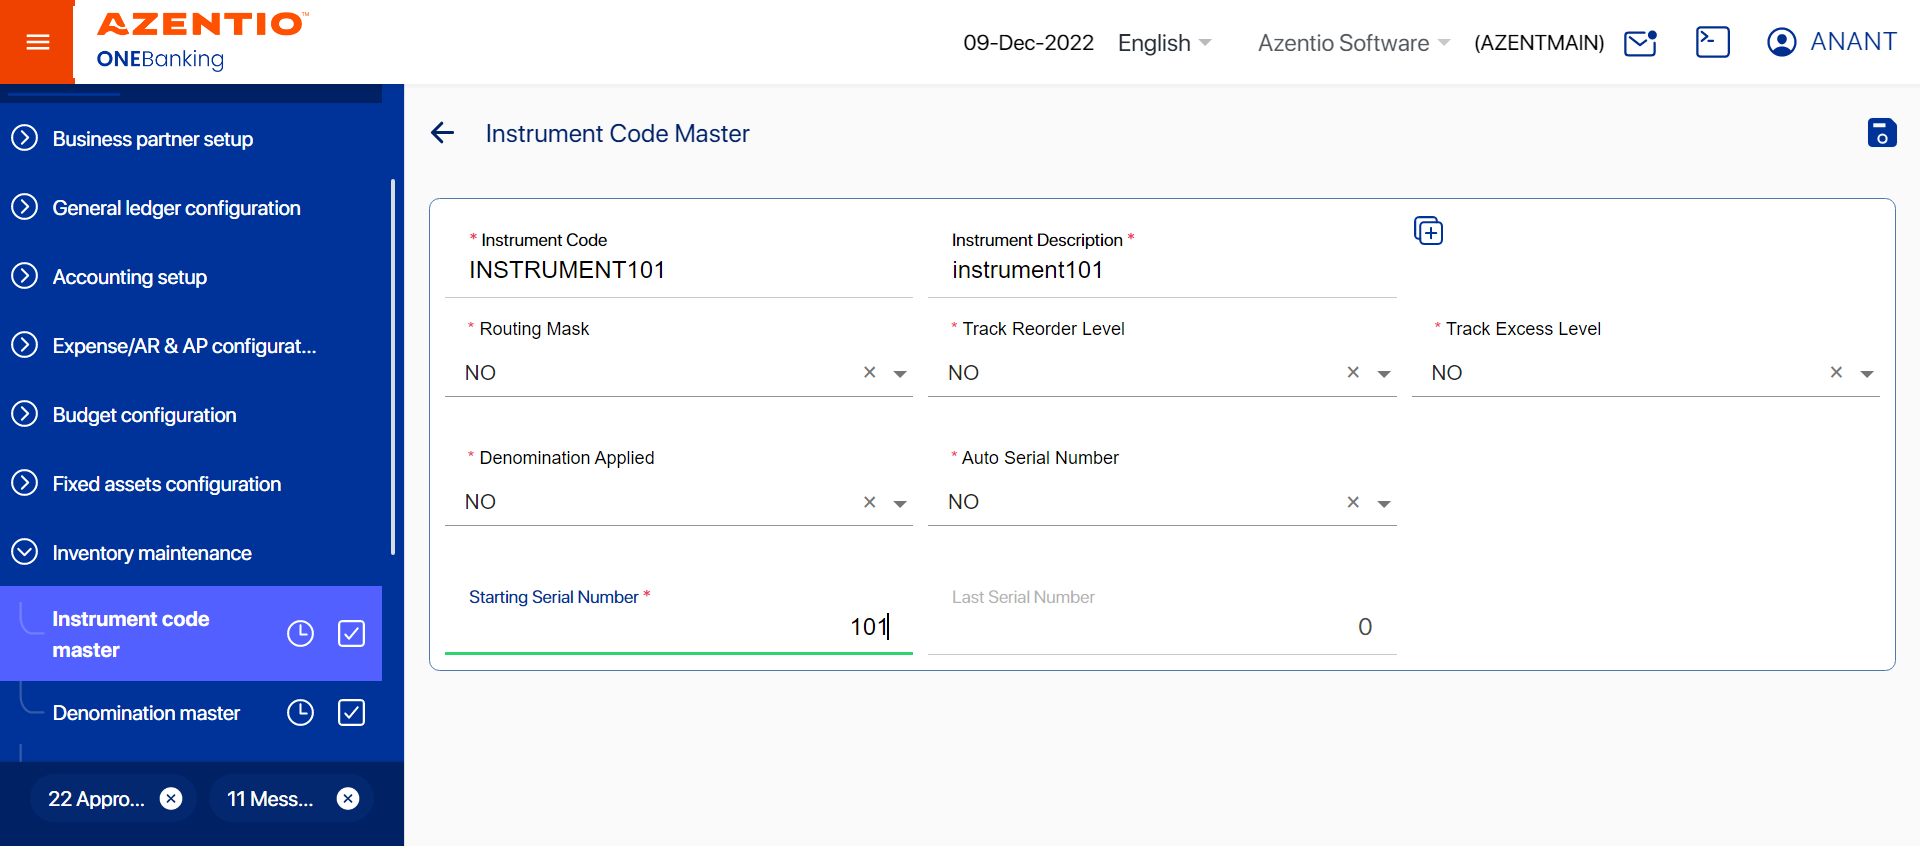 AZENTIO™
ONEBanking
09-Dec-2022 English Azentio Software (AZENTMAIN) ANANT
Business partner setup
General ledger configuration
Accounting setup
Expense/AR & AP configurat...
Budget configuration
Fixed assets configuration
Inventory maintenance
Instrument code
master
Denomination master
22 Appro...
11 Mess...
Instrument Code Master
* Instrument Code
INSTRUMENT101
Instrument Description *
instrument101
* Routing Mask
NO
* Track Reorder Level
NO
* Track Excess Level
NO
* Denomination Applied
NO
* Auto Serial Number
NO
Starting Serial Number *
101
Last Serial Number
0